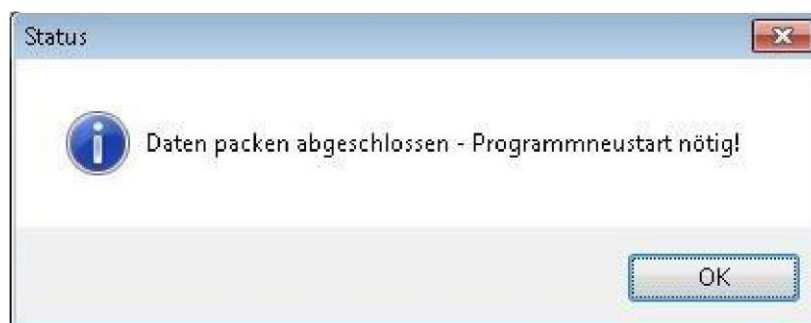 Status
Daten packen abgeschlossen - Programmneustart nötig!
OK